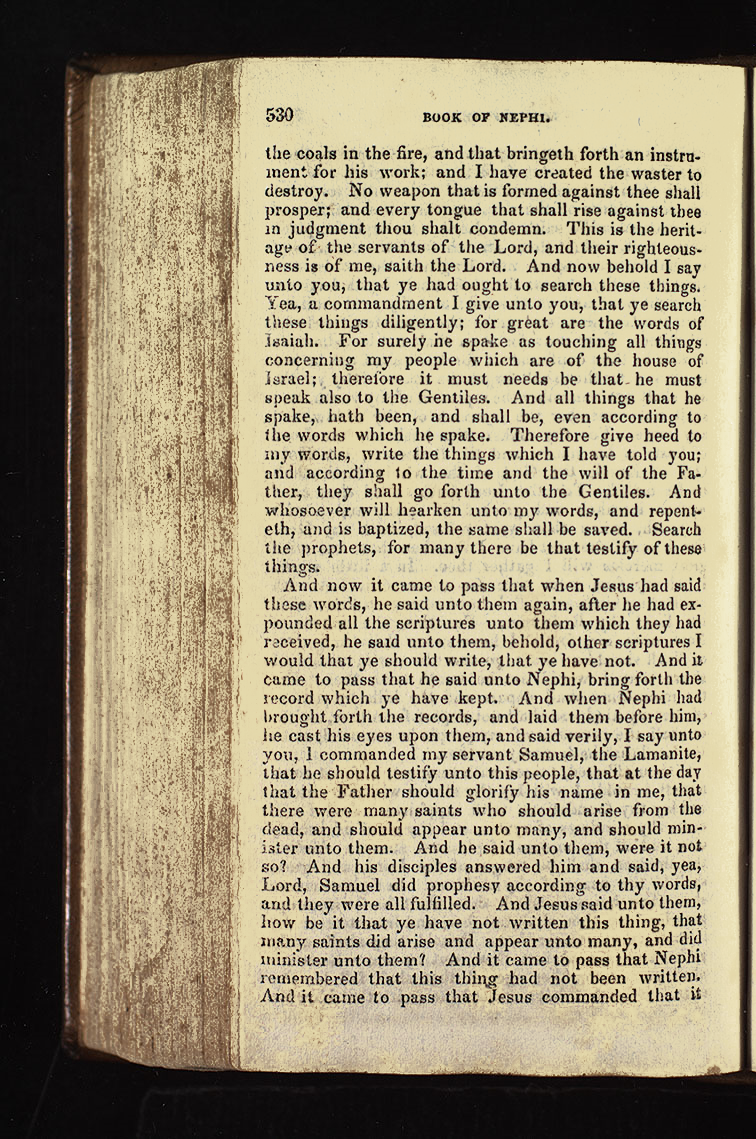 530 BOOK OF NEPHI.
the coals in the fire, and that bringeth forth an instru-
ment for his work; and I have created the waster to
destroy. No weapon that is formed against thee shall
prosper; and every tongue that shall rise against thee
in judgment thou shalt condemn. This is the herit-
age of the servants of the Lord, and their righteous-
ness is of me, saith the Lord. And now behold I say
unto you, that ye had ought to search these things.
Yea, a commandment I give unto you, that ye search
these things diligently; for great are the words of
Isaiah. For surely he spake as touching all things
concerning my people which are of the house of
Israel; therefore it must needs be that he must
speak also to the Gentiles. And all things that he
spake, hath been, and shall be, even according to
the words which he spake. Therefore give heed to
my words, write the things which I have told you;
and according to the time and the will of the Fa-
ther, they shall go forth unto the Gentiles. And
whosoever will hearken unto my words, and repent-
eth, and is baptized, the same shall be saved. Search
the prophets, for many there be that testify of these
things.
And now it came to pass that when Jesus had said
these words, he said unto them again, after he had ex-
pounded all the scriptures unto them which they had
received, he said unto them, behold, other scriptures I
would that ye should write, that ye have not. And it
came to pass that he said unto Nephi, bring forth the
record which ye have kept. And when Nephi had
brought forth the records, and laid them before him,
he cast his eyes upon them, and said verily, I say unto
you, I commanded my servant Samuel, the Lamanite,
that he should testify unto this people, that at the day
that the Father should glorify his name in me, that
there were many saints who should arise from the
dead, and should appear unto many, and should min-
ister unto them. And he said unto them, were it not
so? And his disciples answered him and said, yea,
Lord, Samuel did prophesy according to thy words,
and they were all fulfilled. And Jesus said unto them,
how be it that ye have not written this thing, that
many saints did arise and appear unto many, and did
minister unto them? And it came to pass that Nephi
remembered that this thing had not been written.
And it came to pass that Jesus commanded that it